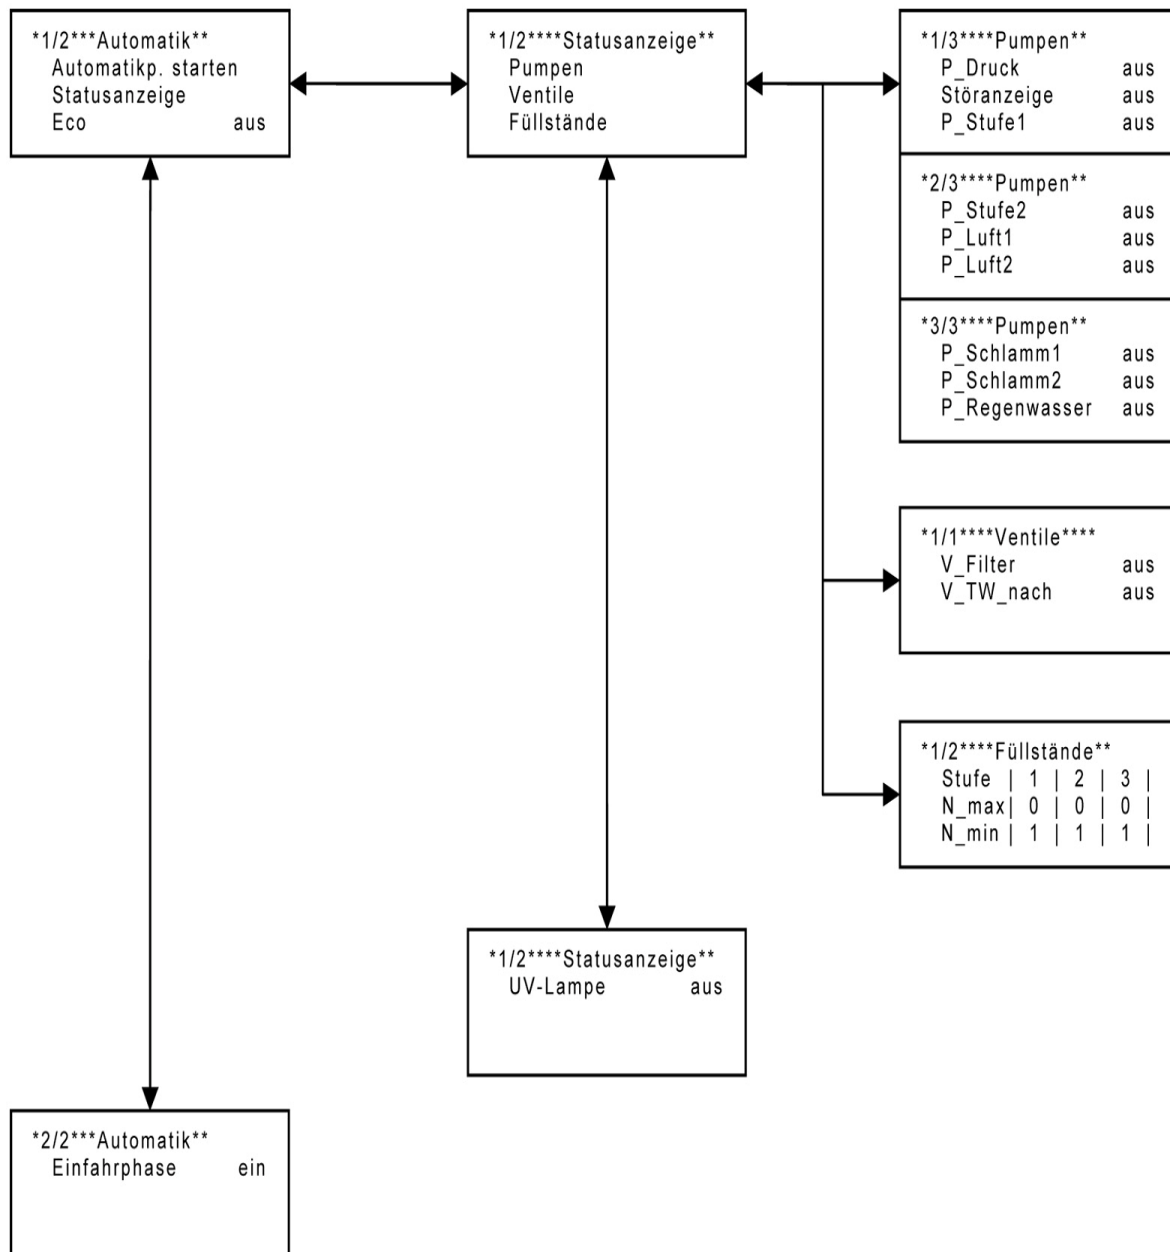 *1/2***Automatik**
Automatikp. starten
Statusanzeige
Eco aus
*1/2****Statusanzeige**
Pumpen
Ventile
Füllstände
*1/3****Pumpen**
P_Druck aus
Störanzeige aus
P_Stufe1 aus
*2/3****Pumpen**
P_Stufe2 aus
P_Luft1 aus
P_Luft2 aus
*3/3****Pumpen**
P_Schlamm1 aus
P_Schlamm2 aus
P_Regenwasser aus
*1/1****Ventile****
V_Filter aus
V_TW_nach aus
*1/2****Füllstände**
Stufe | 1 | 2 | 3 |
N_max| 0 | 0 | 0 |
N_min | 1 | 1 | 1 |
*1/2****Statusanzeige**
UV-Lampe aus
*2/2***Automatik**
Einfahrphase ein